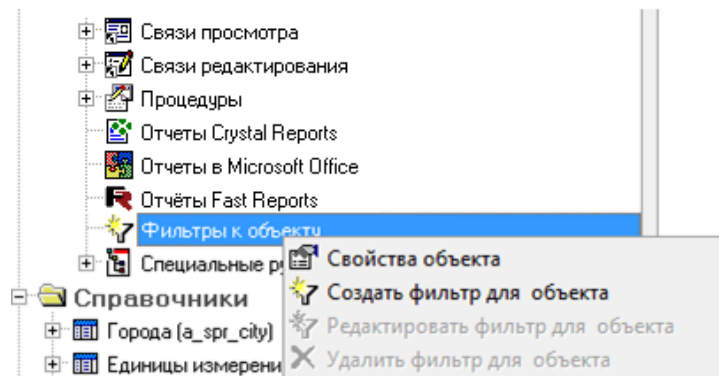 Связи просмотра
Связи редактирования
Процедуры
Отчеты Crystal Reports
Отчеты в Microsoft Office
Отчёты Fast Reports
Фильтры к объекту
Специальные
Справочники
Города (a_spr_city)
Единицы
Свойства объекта
Создать фильтр для объекта
Редактировать фильтр для объекта
Удалить фильтр для объекта